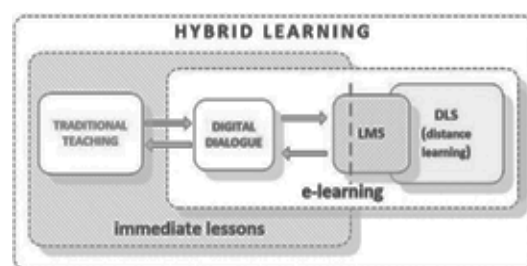 HYBRID LEARNING
TRADITIONAL
TEACHING
DIGITAL
DIALOGUE
LMS
DLS
(distance
learning)
e-learning
immediate lessons